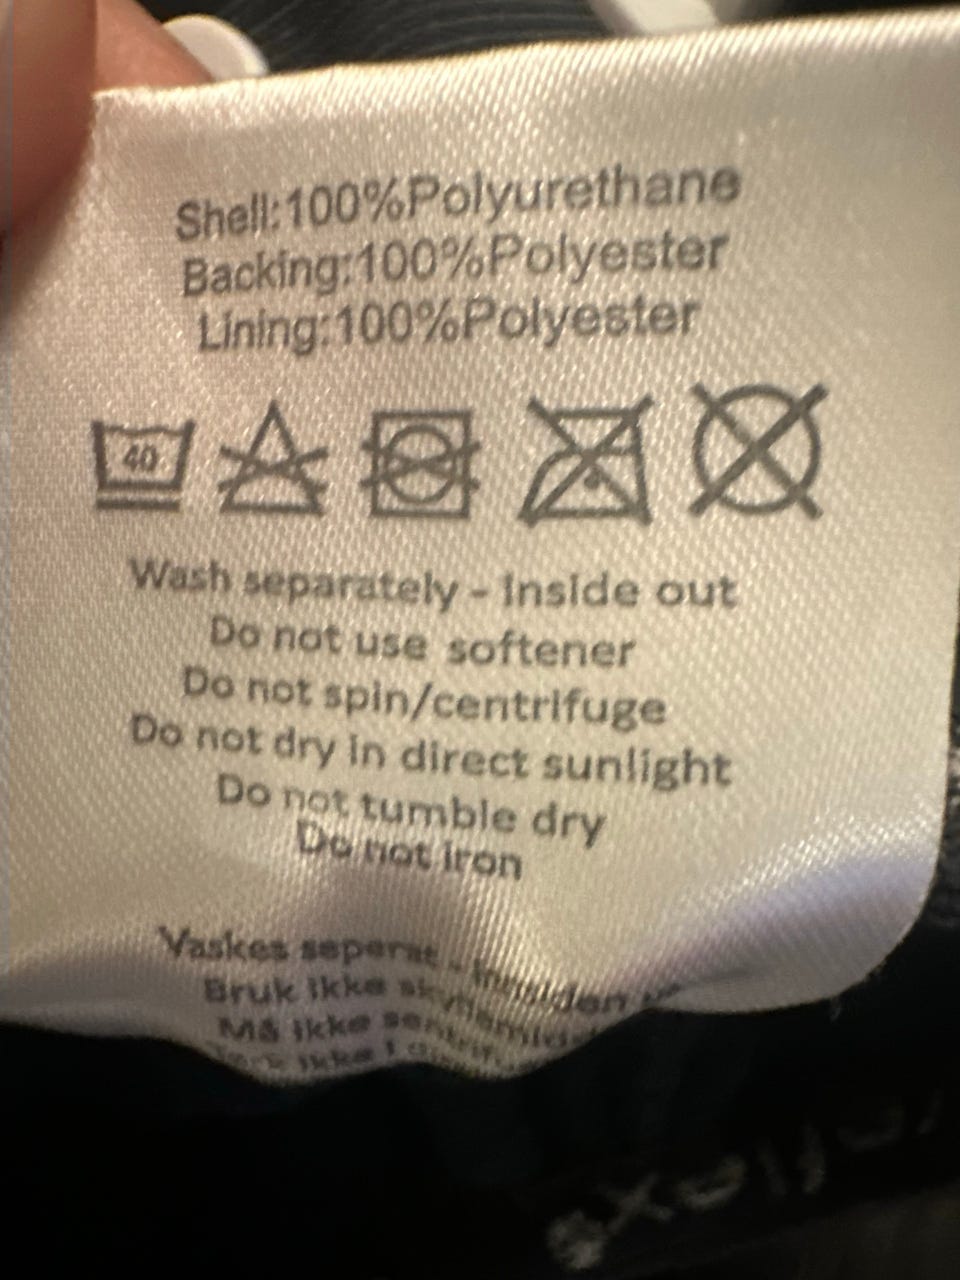 Shell:100%Polyurethane
Backing:100%Polyester
Lining:100%Polyester
40
Wash separately - Inside out
Do not use softener
Do not spin/centrifuge
Do not dry in direct sunlight
Do not tumble dry
Do not iron
Vaskes seperat -
Bruk ikke
Må ikke
ikke i